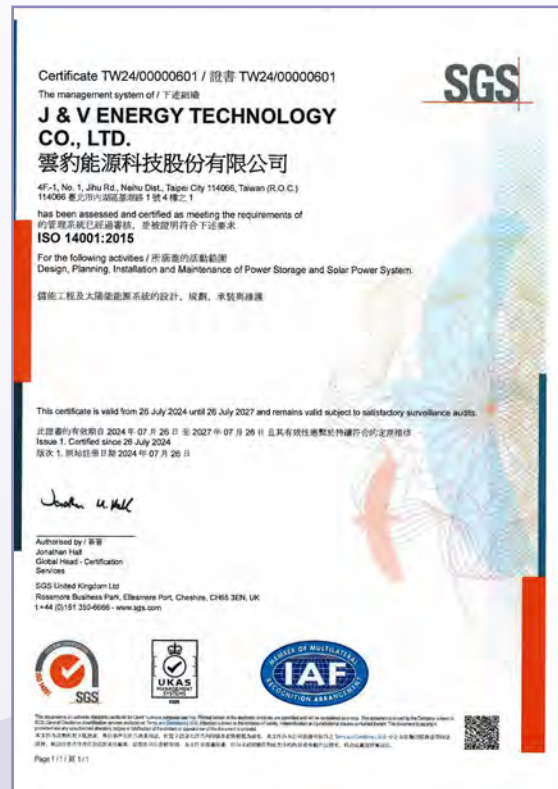 SGS
Certificate TW24/00000601 / 證書 TW24/00000601
The management system of / 下述組織
J & V ENERGY TECHNOLOGY
CO., LTD.
雲豹能源科技股份有限公司
4F.-1, No. 1, Jihu Rd., Neihu Dist., Taipei City 114066, Taiwan (R.O.C.)
114066 臺北市內湖區基湖路 1 號 4 樓之 1
has been assessed and certified as meeting the requirements of
的管理系統已經過審核，並被證明符合下述要求
ISO 14001:2015
For the following activities / 所涵蓋的活動範圍
Design, Planning, Installation and Maintenance of Power Storage and Solar Power System.
儲能工程及太陽能能源系統的設計、規劃、承裝與維護
This certificate is valid from 26 July 2024 until 26 July 2027 and remains valid subject to satisfactory surveillance audits.
此證書的有效期自 2024 年 07 月 26 日 至 2027 年 07 月 26 日 且其有效性應繫於持續符合的定期稽核
Issue 1. Certified since 26 July 2024
版次 1. 原始註冊日期 2024 年 07 月 26 日
Authorised by / 簽署
Jonathan Hall
Global Head - Certification
Services
SGS United Kingdom Ltd
Rossmore Business Park, Ellesmere Port, Cheshire, CH65 3EN, UK
t +44 (0)151 350-6666 - www.sgs.com
ISO 14001
SGS
UKAS
MANAGEMENT
SYSTEMS
MEMBER OF MULTILATERAL
IAF
RECOGNITION ARRANGEMENT
Page 1 / 1 / 頁 1 / 1